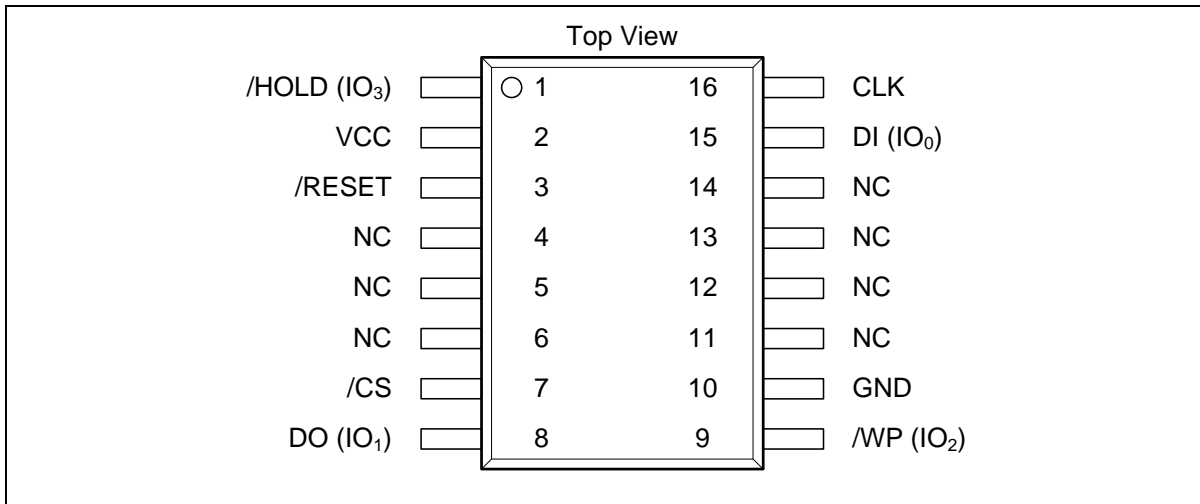 Top View
/HOLD (IO₃) 1 16 CLK
VCC 2 15 DI (IO₀)
/RESET 3 14 NC
NC 4 13 NC
NC 5 12 NC
NC 6 11 NC
/CS 7 10 GND
DO (IO₁) 8 9 /WP (IO₂)